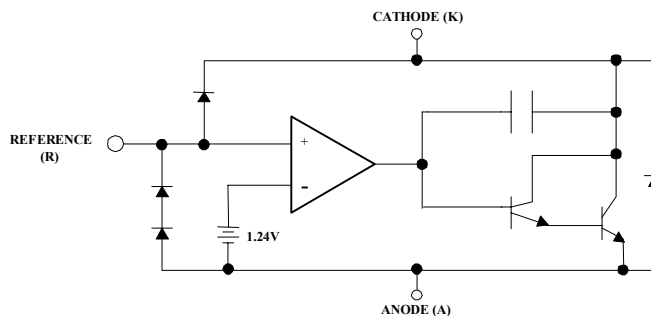 CATHODE (K)
REFERENCE
(R)
+
-
1.24V
ANODE (A)